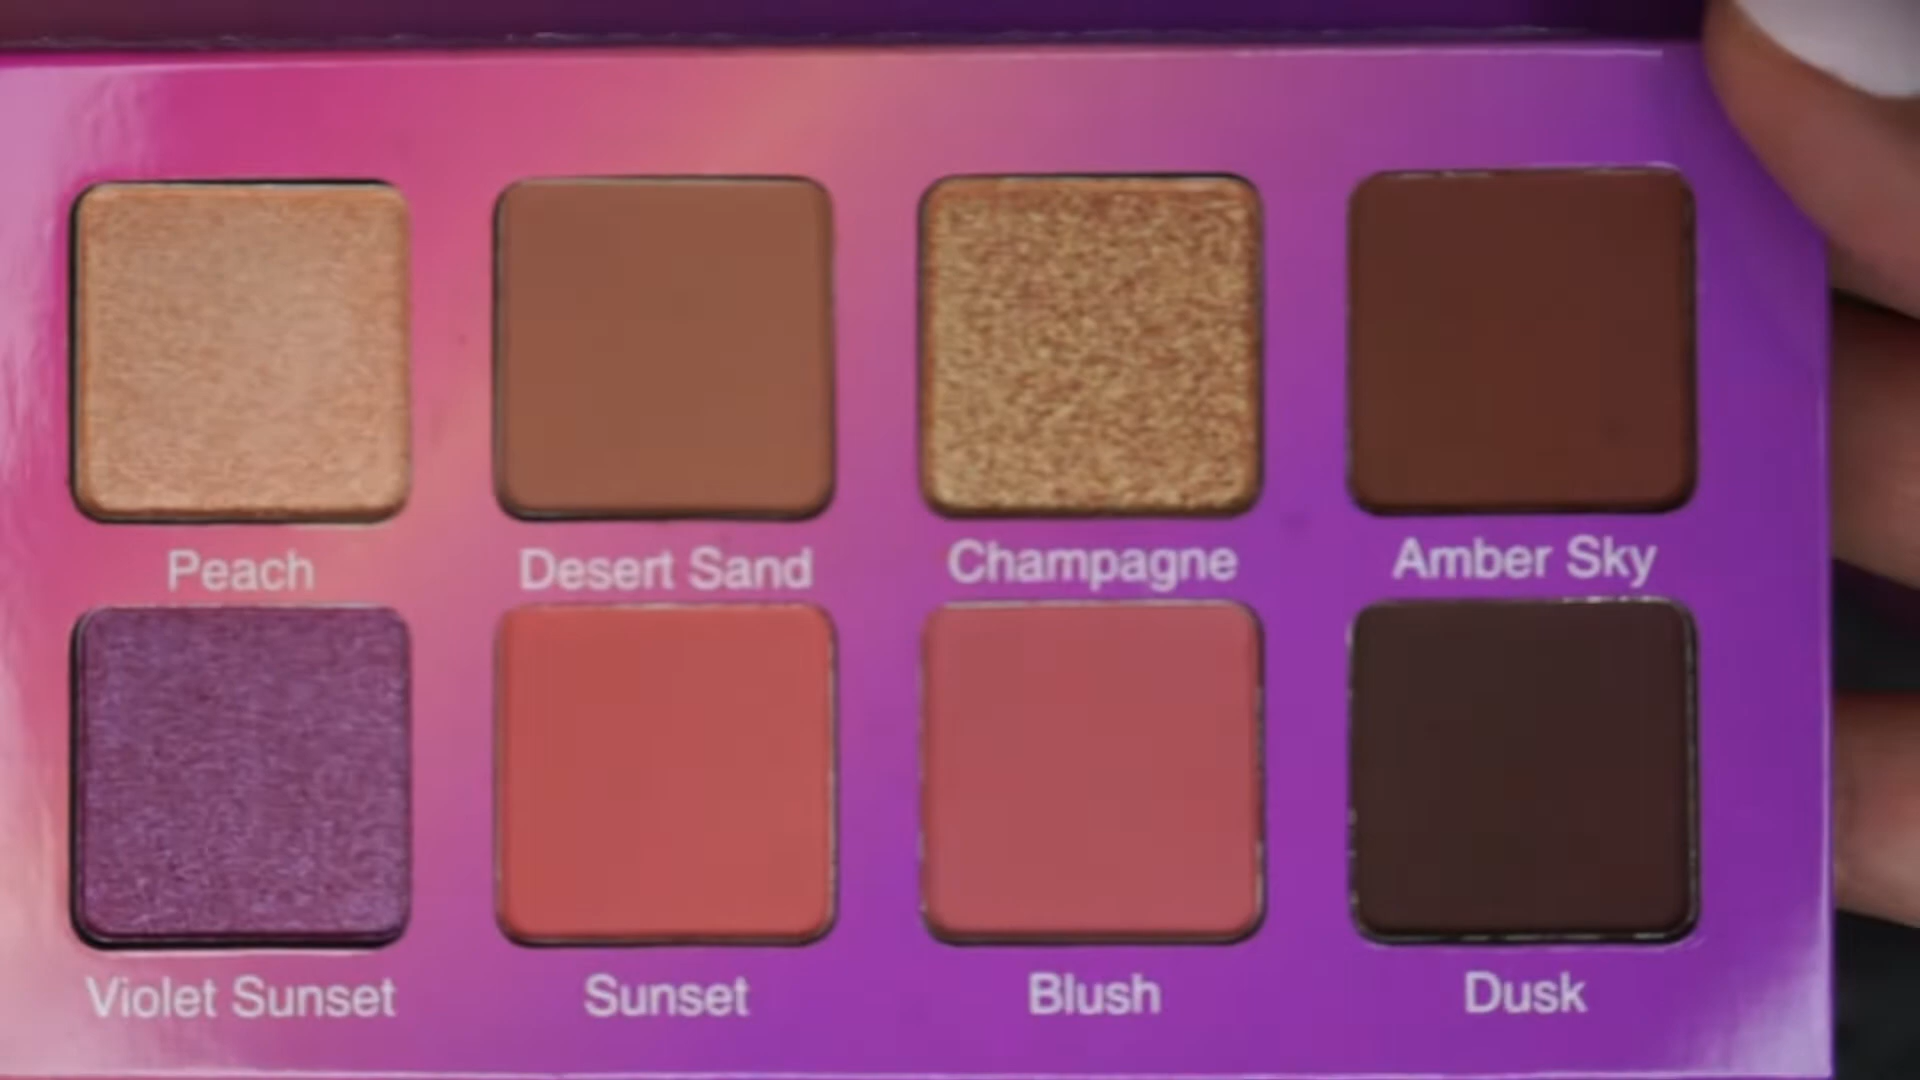 Peach
Desert Sand
Champagne
Amber Sky
Violet Sunset
Sunset
Blush
Dusk